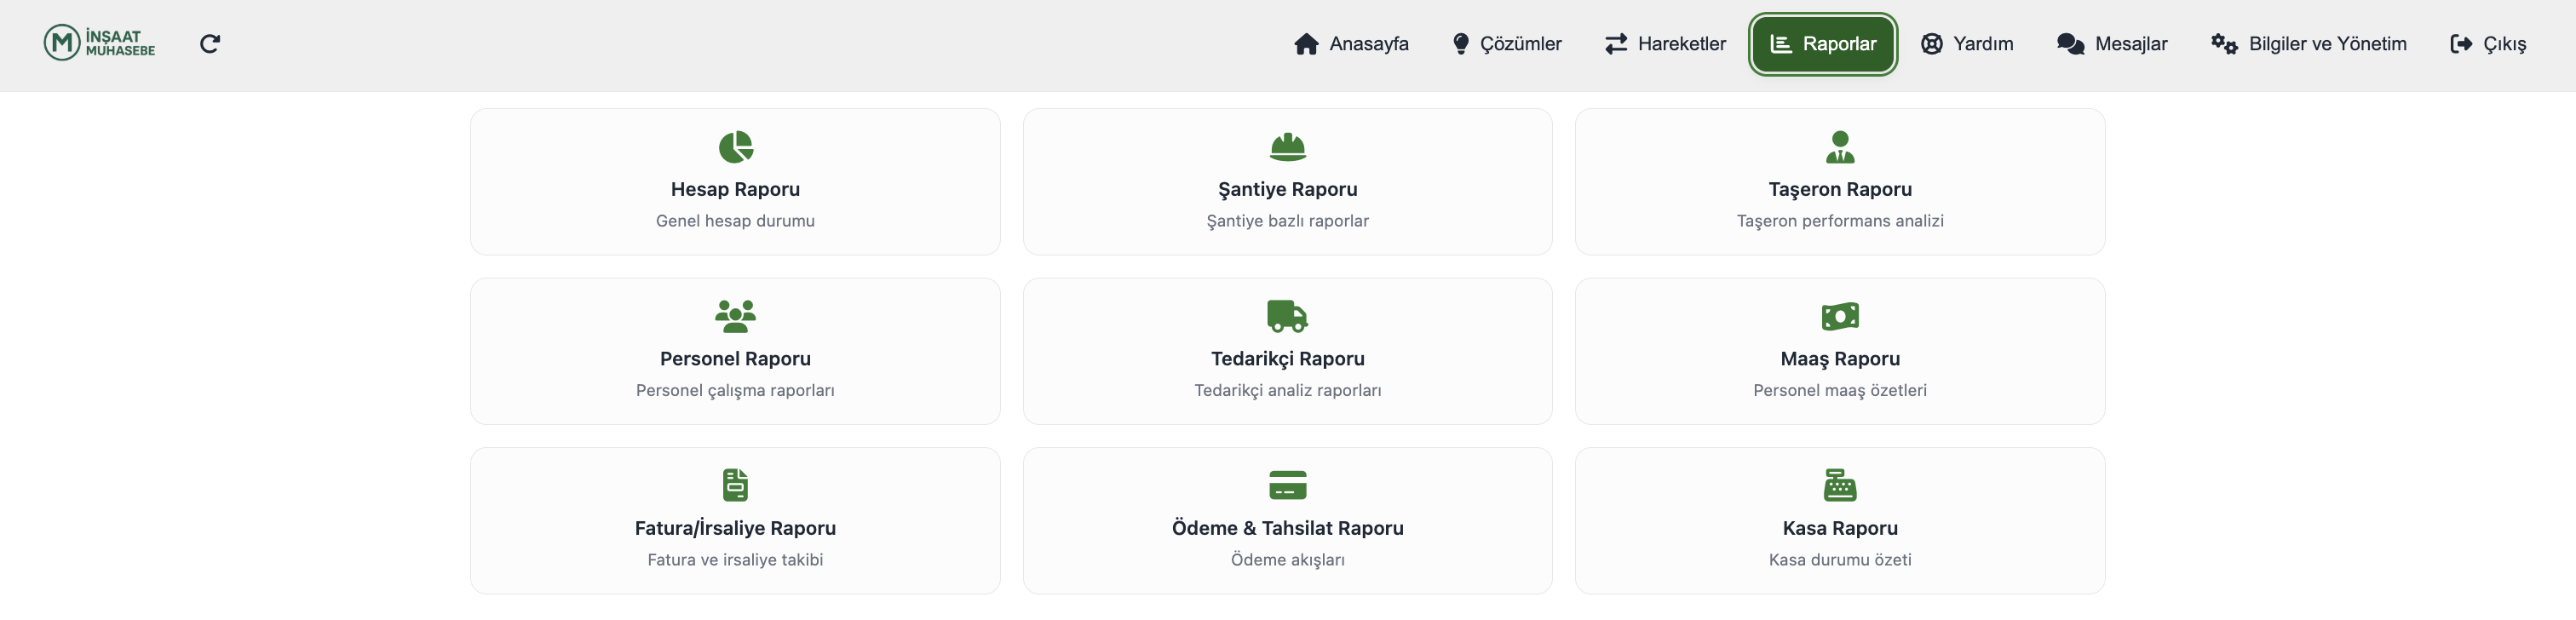 İNŞAAT
MUHASEBE
Anasayfa
Çözümler
Hareketler
Raporlar
Yardım
Mesajlar
Bilgiler ve Yönetim
Çıkış
Hesap Raporu
Genel hesap durumu
Şantiye Raporu
Şantiye bazlı raporlar
Taşeron Raporu
Taşeron performans analizi
Personel Raporu
Personel çalışma raporları
Tedarikçi Raporu
Tedarikçi analiz raporları
Maaş Raporu
Personel maaş özetleri
Fatura/İrsaliye Raporu
Fatura ve irsaliye takibi
Ödeme & Tahsilat Raporu
Ödeme akışları
Kasa Raporu
Kasa durumu özeti